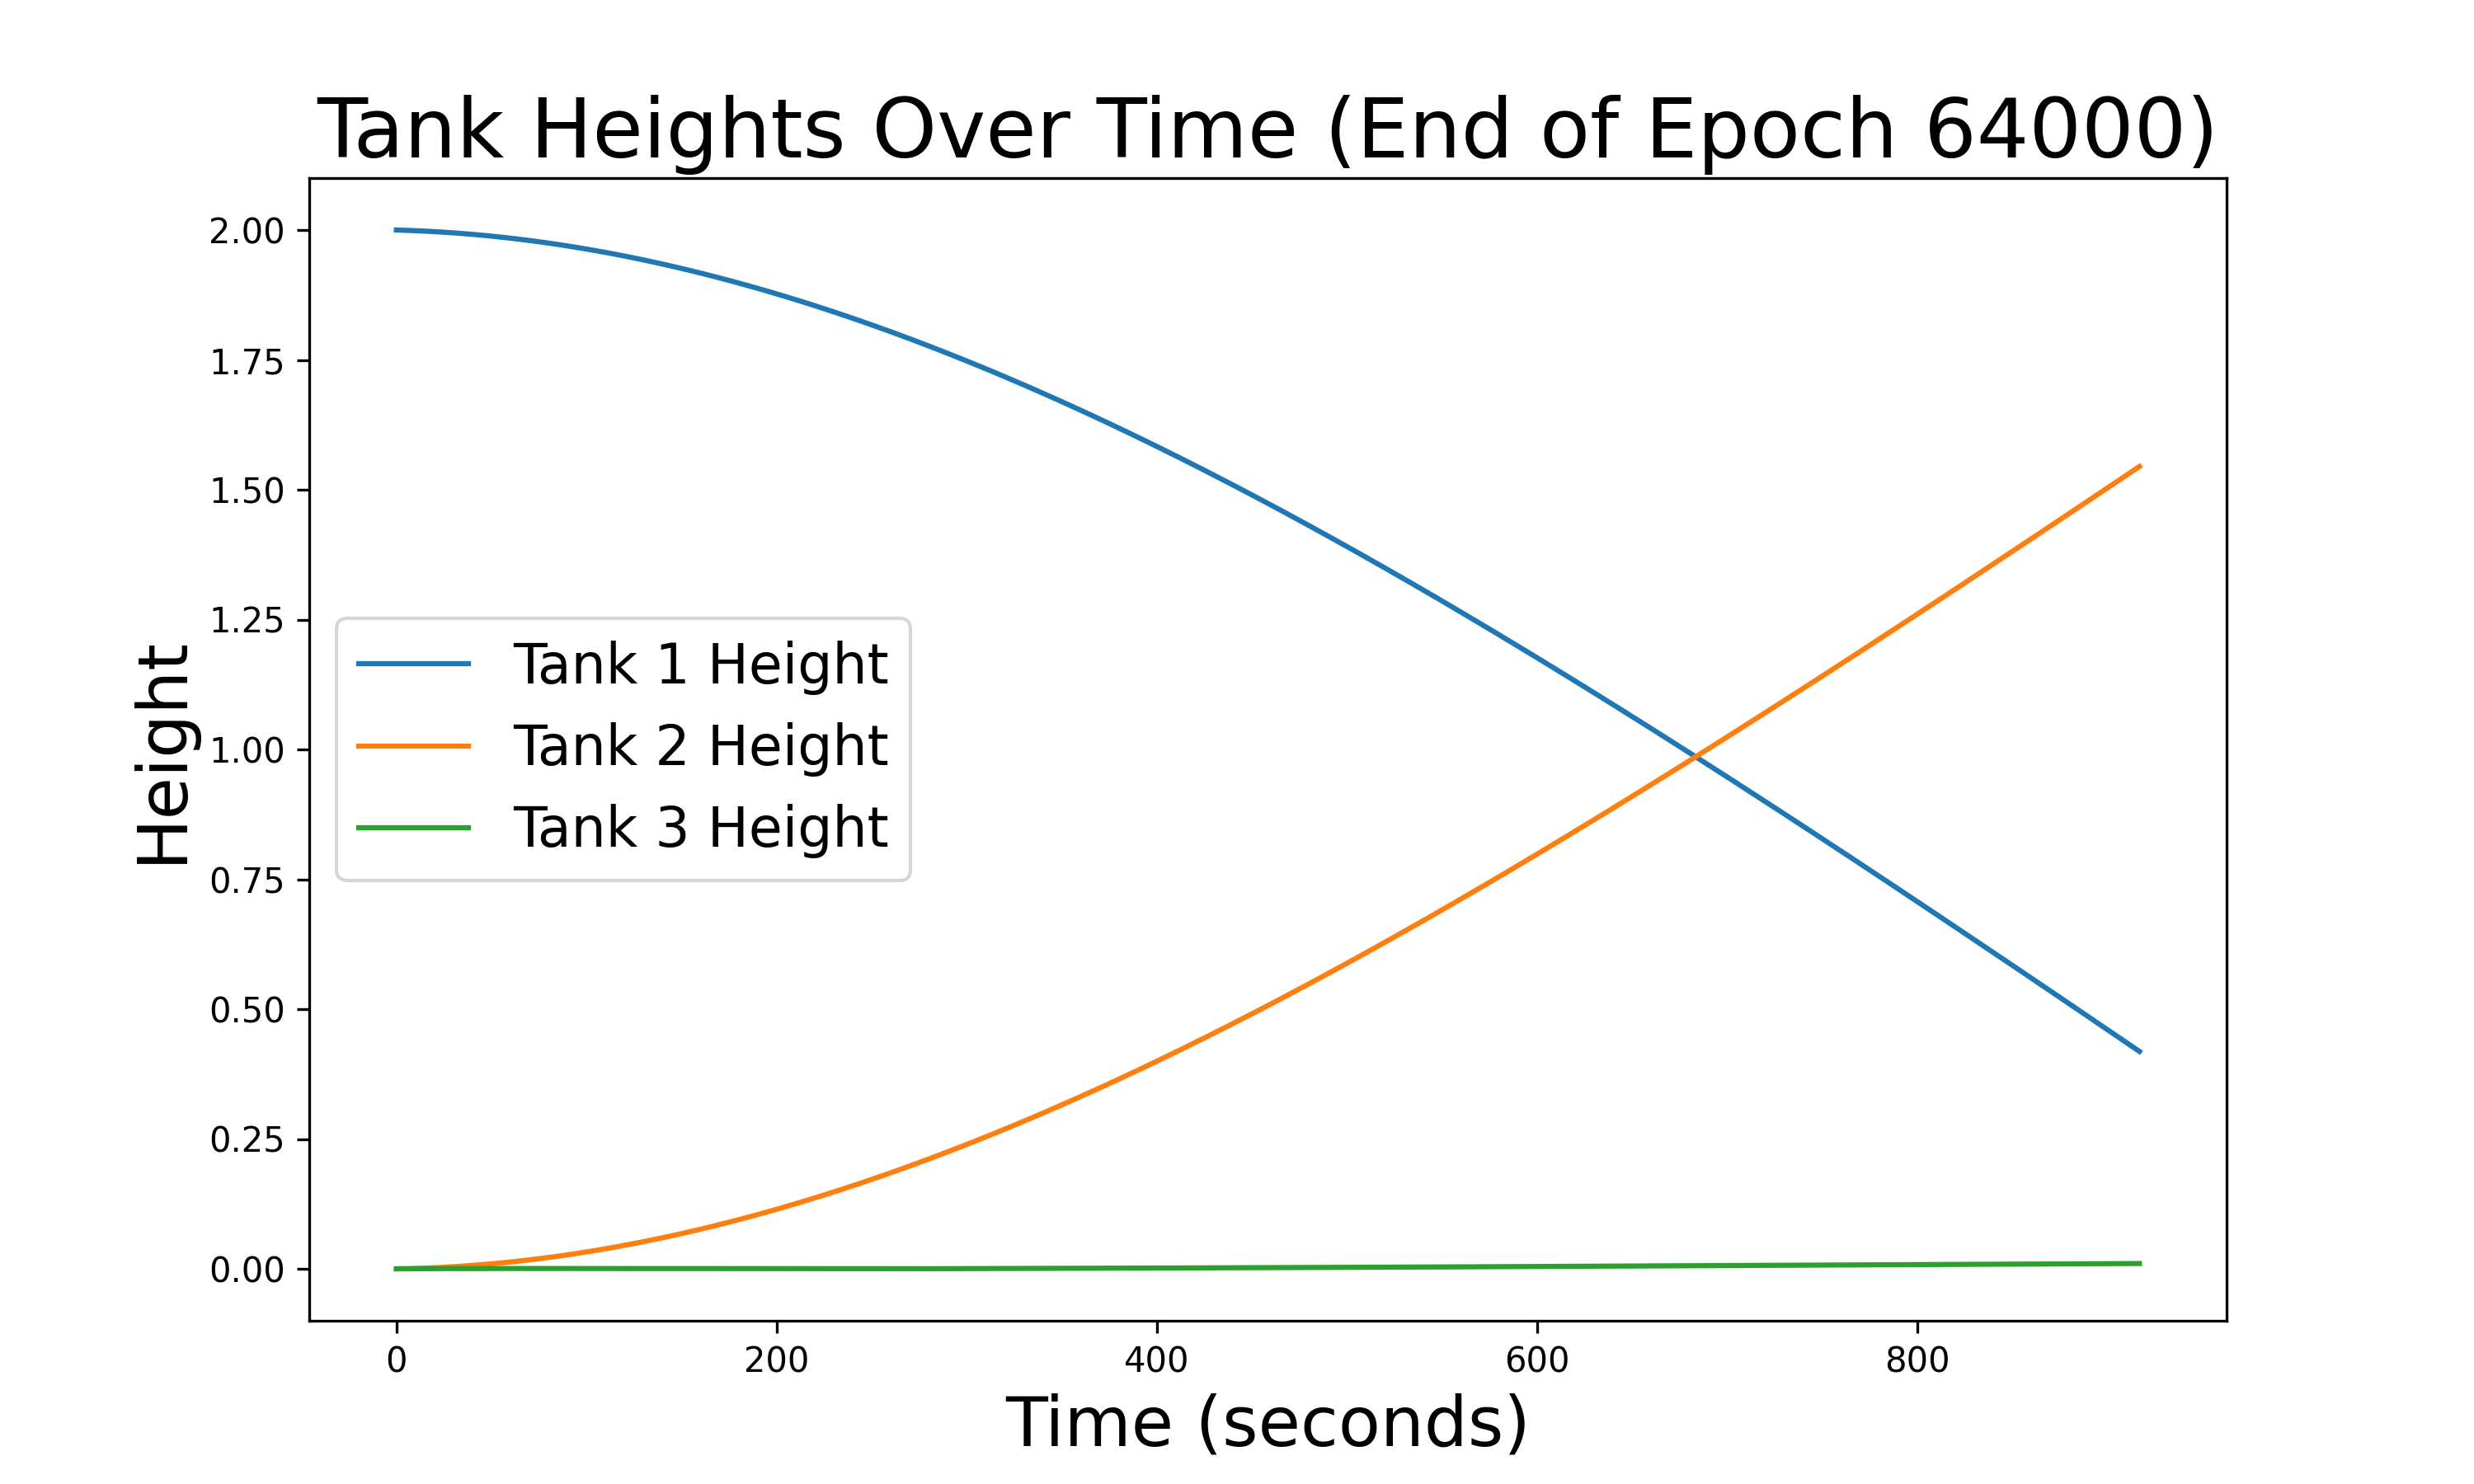 Tank Heights Over Time (End of Epoch 64000)
Height
2.00
1.75
1.50
1.25
1.00
0.75
0.50
0.25
0.00
Tank 1 Height
Tank 2 Height
Tank 3 Height
0 200 400 600 800
Time (seconds)